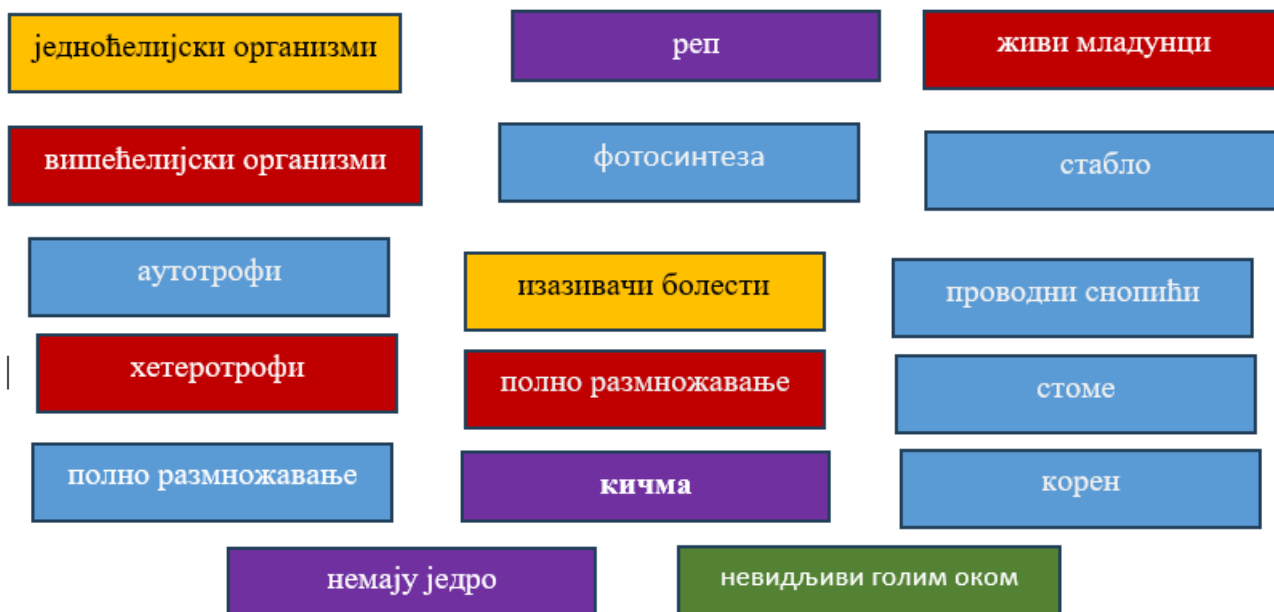 једноћелијски организми
реп
живи младунци
вишећелијски организми
фотосинтеза
стабло
аутотрофи
изазивачи болести
проводни снопићи
хетеротрофи
полно размножавање
стоме
полно размножавање
кичма
корен
немају једро
невидљиви голим оком